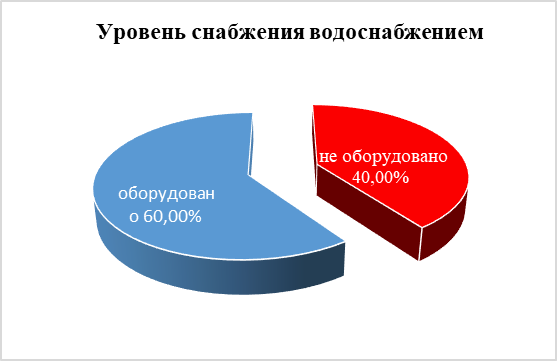 Уровень снабжения водоснабжением
не оборудовано
40,00%
оборудован
о 60,00%